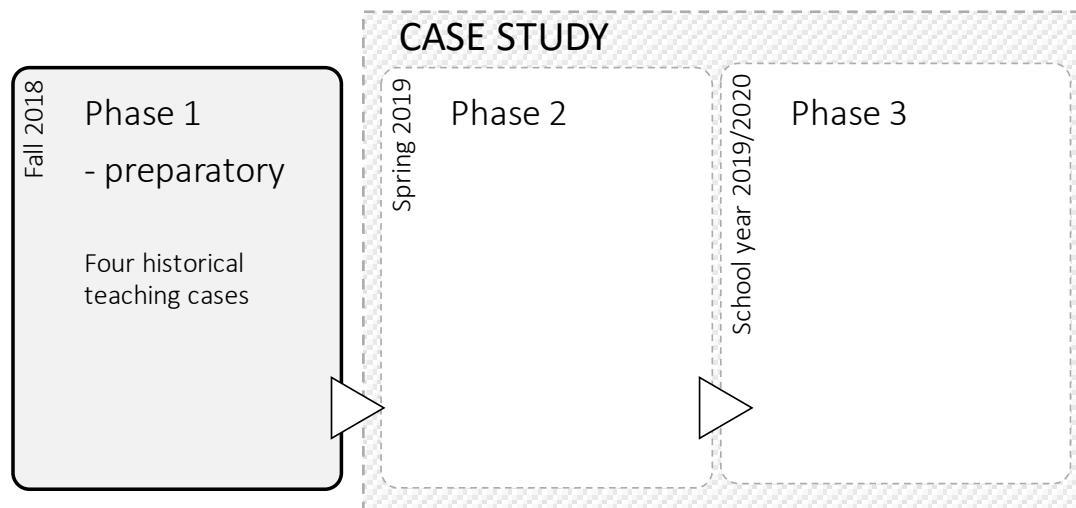 CASE STUDY
Fall 2018
Phase 1
- preparatory
Four historical
teaching cases
Spring 2019
Phase 2
School year 2019/2020
Phase 3